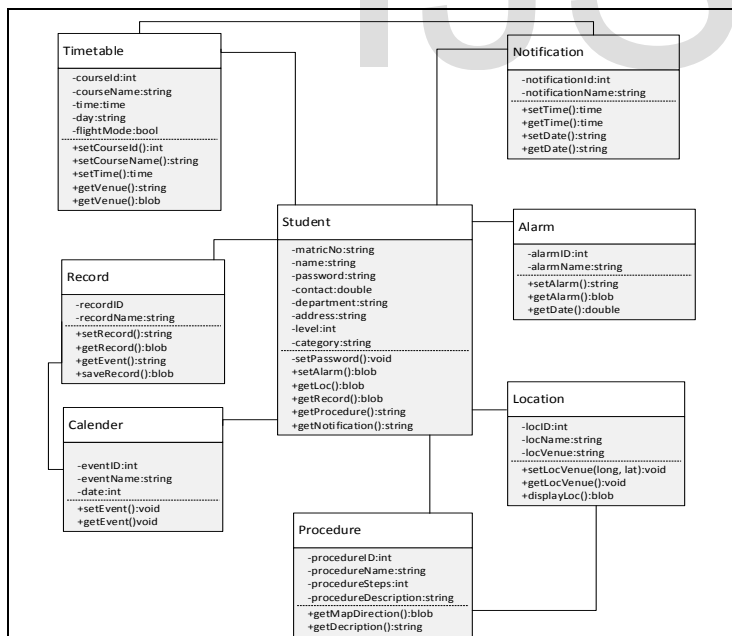 IJS
Timetable
-courseId:int
-courseName:string
-time:time
-day:string
-flightMode:bool
+setCourseId():int
+setCourseName():string
+setTime():time
+getVenue():string
+getVenue():blob
Notification
-notificationId:int
-notificationName:string
+setTime():time
+getTime():time
+setDate():string
+getDate():string
Student
-matricNo:string
-name:string
-password:string
-contact:double
-department:string
-address:string
-level:int
-category:string
-setPassword():void
+setAlarm():blob
+getLoc():blob
+getRecord():blob
+getProcedure():string
+getNotification():string
Alarm
-alarmID:int
-alarmName:string
+setAlarm():string
+getAlarm():blob
+getDate():double
Record
-recordID
-recordName:string
+setRecord():string
+getRecord():blob
+getEvent():string
+saveRecord():blob
Calender
-eventID:int
-eventName:string
-date:int
+setEvent():void
+getEvent()void
Location
-locID:int
-locName:string
-locVenue:string
+setLocVenue(long, lat):void
+getLocVenue():void
+displayLoc():blob
Procedure
-procedureID:int
-procedureName:string
-procedureSteps:int
-procedureDescription:string
+getMapDirection():blob
+getDecription():string